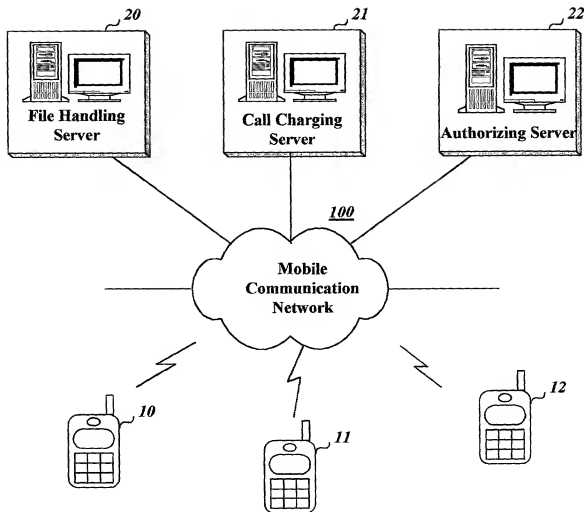 20
21
22
File Handling
Server
Call Charging
Server
Authorizing Server
100
Mobile
Communication
Network
10
11
12